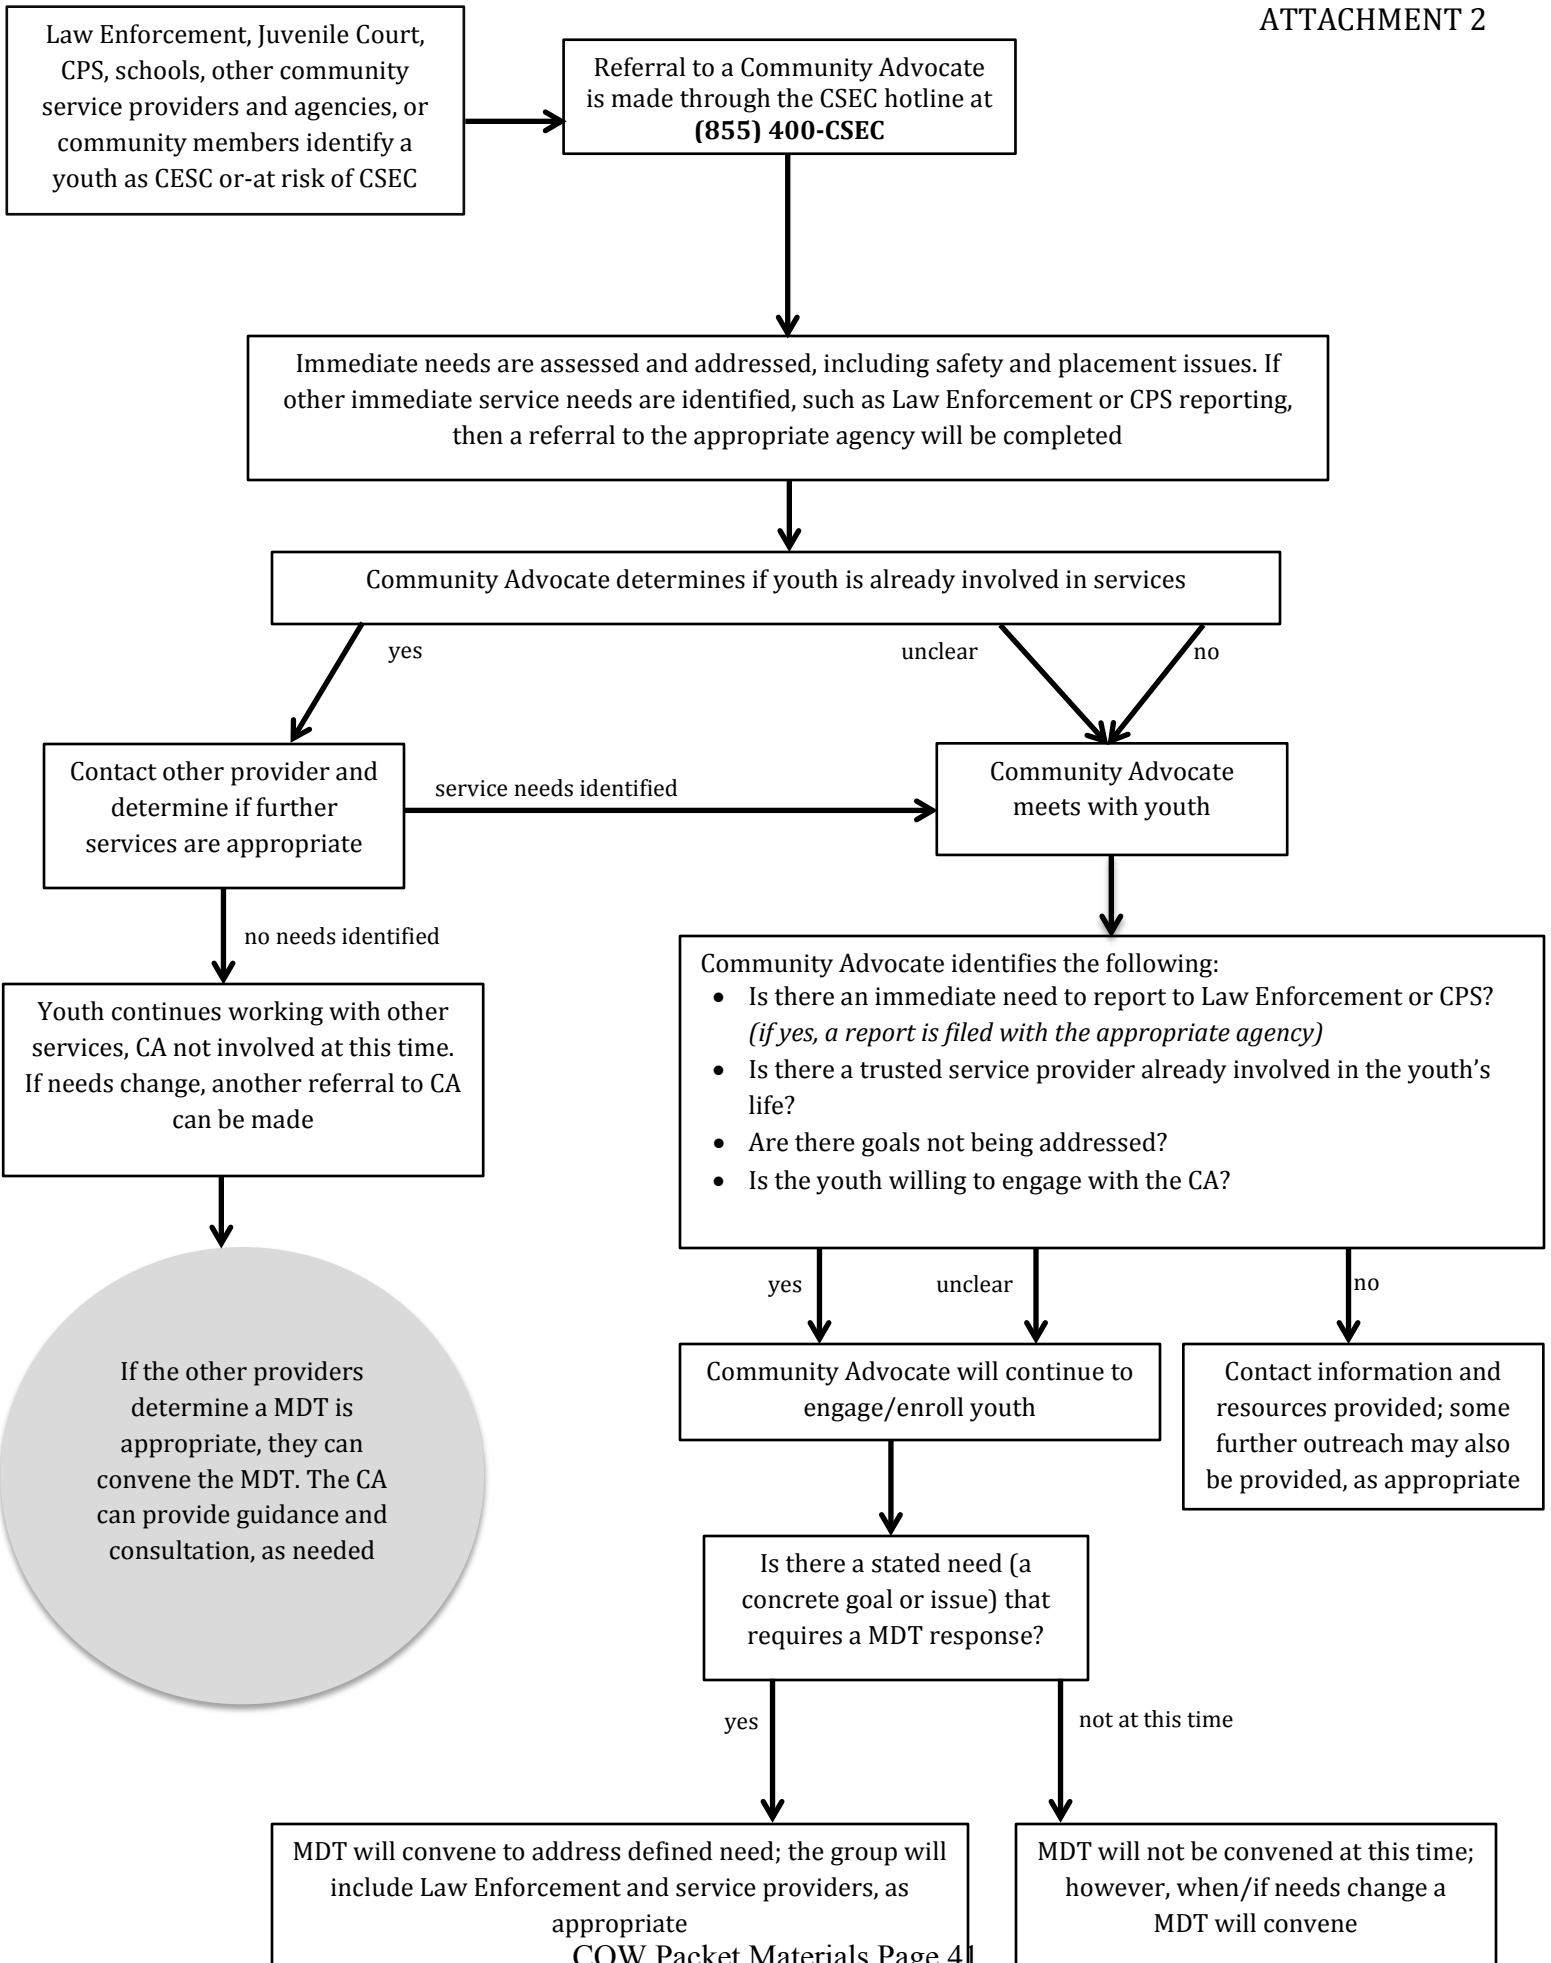 ATTACHMENT 2
Law Enforcement, Juvenile Court,
CPS, schools, other community
service providers and agencies, or
community members identify a
youth as CESC or-at risk of CSEC
Referral to a Community Advocate
is made through the CSEC hotline at
(855) 400-CSEC
Immediate needs are assessed and addressed, including safety and placement issues. If
other immediate service needs are identified, such as Law Enforcement or CPS reporting,
then a referral to the appropriate agency will be completed
Community Advocate determines if youth is already involved in services
yes
unclear
no
Contact other provider and
determine if further
services are appropriate
service needs identified
Community Advocate
meets with youth
no needs identified
Youth continues working with other
services, CA not involved at this time.
If needs change, another referral to CA
can be made
Community Advocate identifies the following:
• Is there an immediate need to report to Law Enforcement or CPS?
(if yes, a report is filed with the appropriate agency)
• Is there a trusted service provider already involved in the youth's
life?
• Are there goals not being addressed?
• Is the youth willing to engage with the CA?
If the other providers
determine a MDT is
appropriate, they can
convene the MDT. The CA
can provide guidance and
consultation, as needed
yes
unclear
no
Community Advocate will continue to
engage/enroll youth
Contact information and
resources provided; some
further outreach may also
be provided, as appropriate
Is there a stated need (a
concrete goal or issue) that
requires a MDT response?
yes
not at this time
MDT will convene to address defined need; the group will
include Law Enforcement and service providers, as
appropriate
MDT will not be convened at this time;
however, when/if needs change a
MDT will convene
COW Packet Materials Page 41